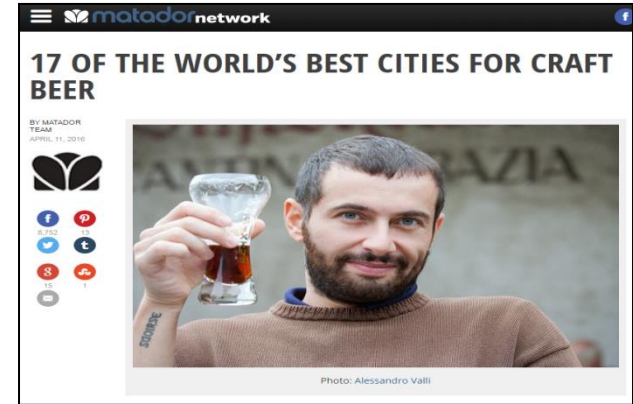 matadornetwork
17 OF THE WORLD'S BEST CITIES FOR CRAFT
BEER
BY MATADOR
TEAM
APRIL 11, 2016
8,752 13
15 1
Photo: Alessandro Valli